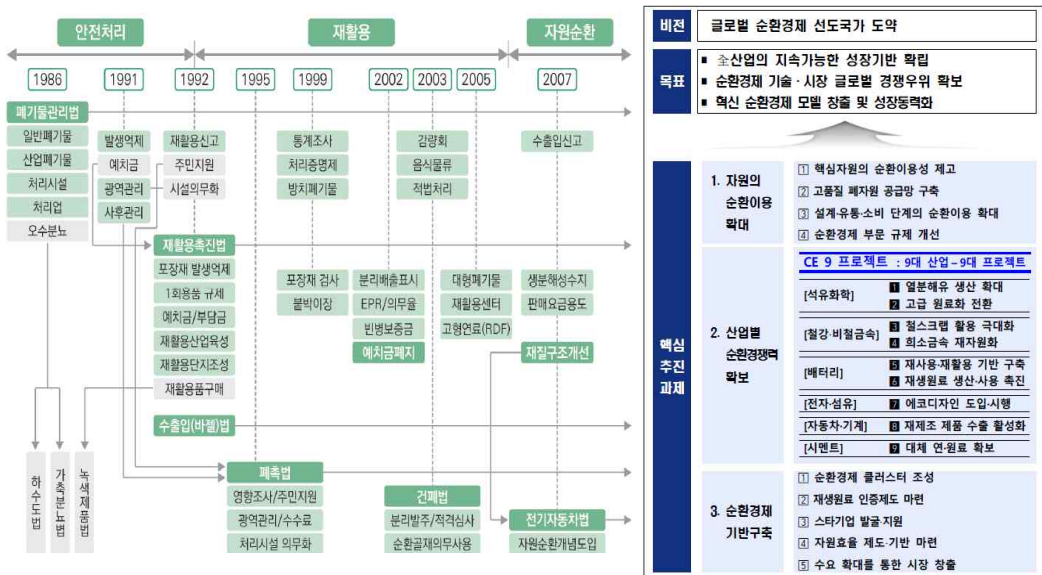 안전처리
재활용
자원순환
1986
1991
1992
1995
1999
2002
2003
2005
2007
폐기물관리법
일반폐기물
산업폐기물
처리시설
처리업
오수분뇨
발생억제
예치금
광역관리
사후관리
재활용신고
주민지원
시설의무화
통계조사
처리증명제
방치폐기물
감량회
음식물류
적법처리
수출입신고
재활용촉진법
포장재 발생억제
1회용품 규제
예치금/부담금
재활용산업육성
재활용단지조성
재활용품구매
포장재 검사
붙박이장
분리배출표시
EPR/의무율
빈병보증금
예치금폐지
대형폐기물
재활용센터
고형연료(RDF)
생분해성수지
판매요금용도
재질구조개선
수출입(바젤)법
폐촉법
영향조사/주민지원
광역관리/수수료
처리시설 의무화
건폐법
분리발주/적격심사
순환골재의무사용
전기자동차법
자원순환개념도입
하수도법
가축분뇨법
녹색제품법
비전
글로벌 순환경제 선도국가 도약
목표
▪ 全산업의 지속가능한 성장기반 확립
▪ 순환경제 기술·시장 글로벌 경쟁우위 확보
▪ 혁신 순환경제 모델 창출 및 성장동력화
핵심
추진
과제
1. 자원의
순환이용
확대
1 핵심자원의 순환이용성 제고
2 고품질 폐자원 공급망 구축
3 설계·유통·소비 단계의 순환이용 확대
4 순환경제 부문 규제 개선
2. 산업별
순환경쟁력
확보
CE 9 프로젝트 : 9대 산업-9대 프로젝트
[석유화학]
1 열분해유 생산 확대
2 고급 원료화 전환
[철강·비철금속]
3 철스크랩 활용 극대화
4 희소금속 재자원화
[배터리]
5 재사용·재활용 기반 구축
6 재생원료 생산·사용 촉진
[전자·섬유] 7 에코디자인 도입·시행
[자동차·기계] 8 재제조 제품 수출 활성화
[시멘트] 9 대체 연·원료 확보
3. 순환경제
기반구축
1 순환경제 클러스터 조성
2 재생원료 인증제도 마련
3 스타기업 발굴·지원
4 자원효율 제도·기반 마련
5 수요 확대를 통한 시장 창출